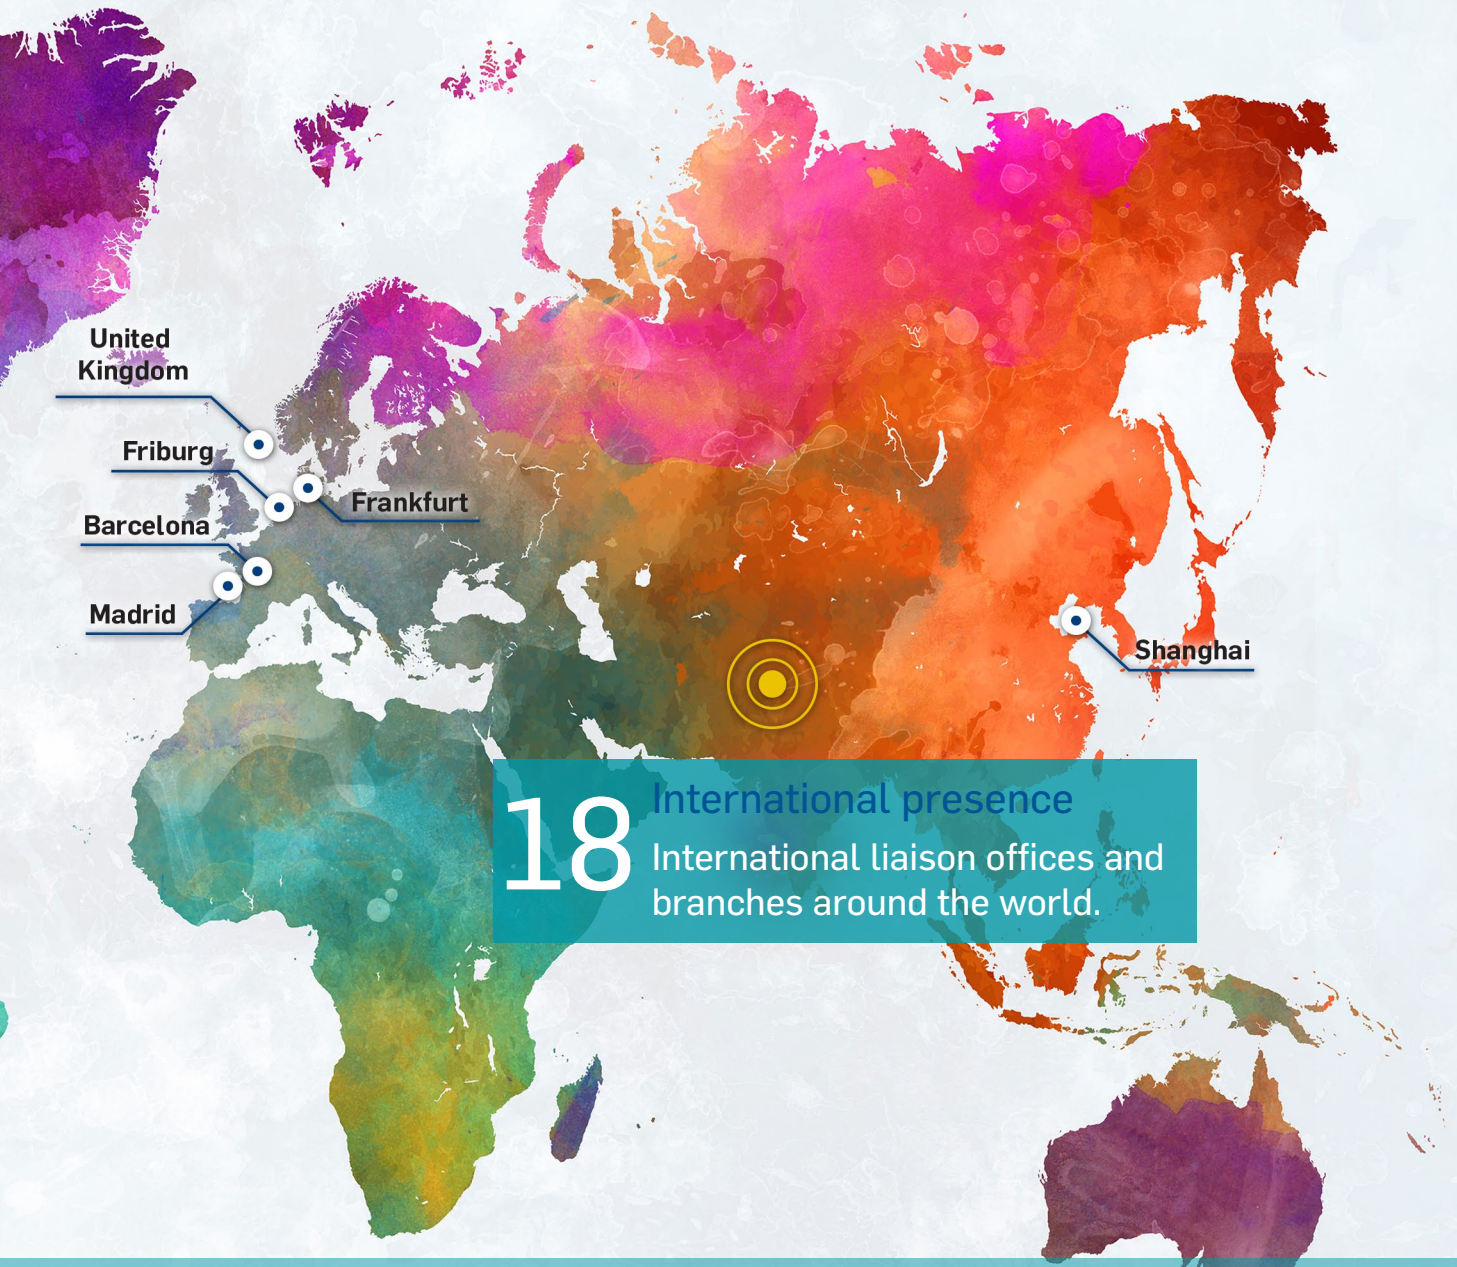 United
Kingdom
Friburg
Frankfurt
Barcelona
Madrid
Shanghai
18
International presence
International liaison offices and
branches around the world.